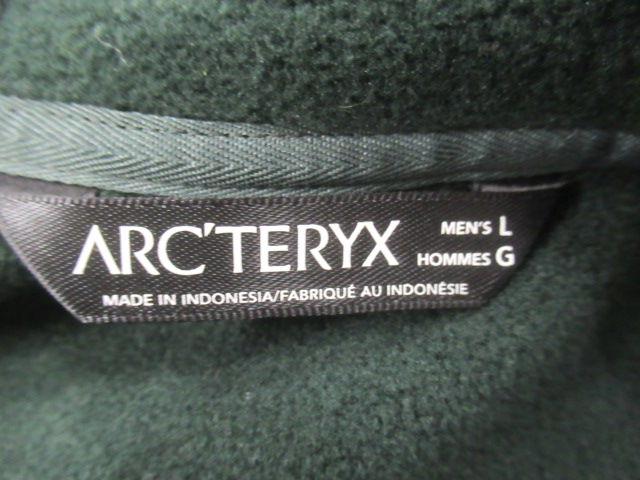 ARC'TERYX
MEN'S L
HOMMES G
MADE IN INDONESIA/FABRIQUÉ AU INDONÉSIE